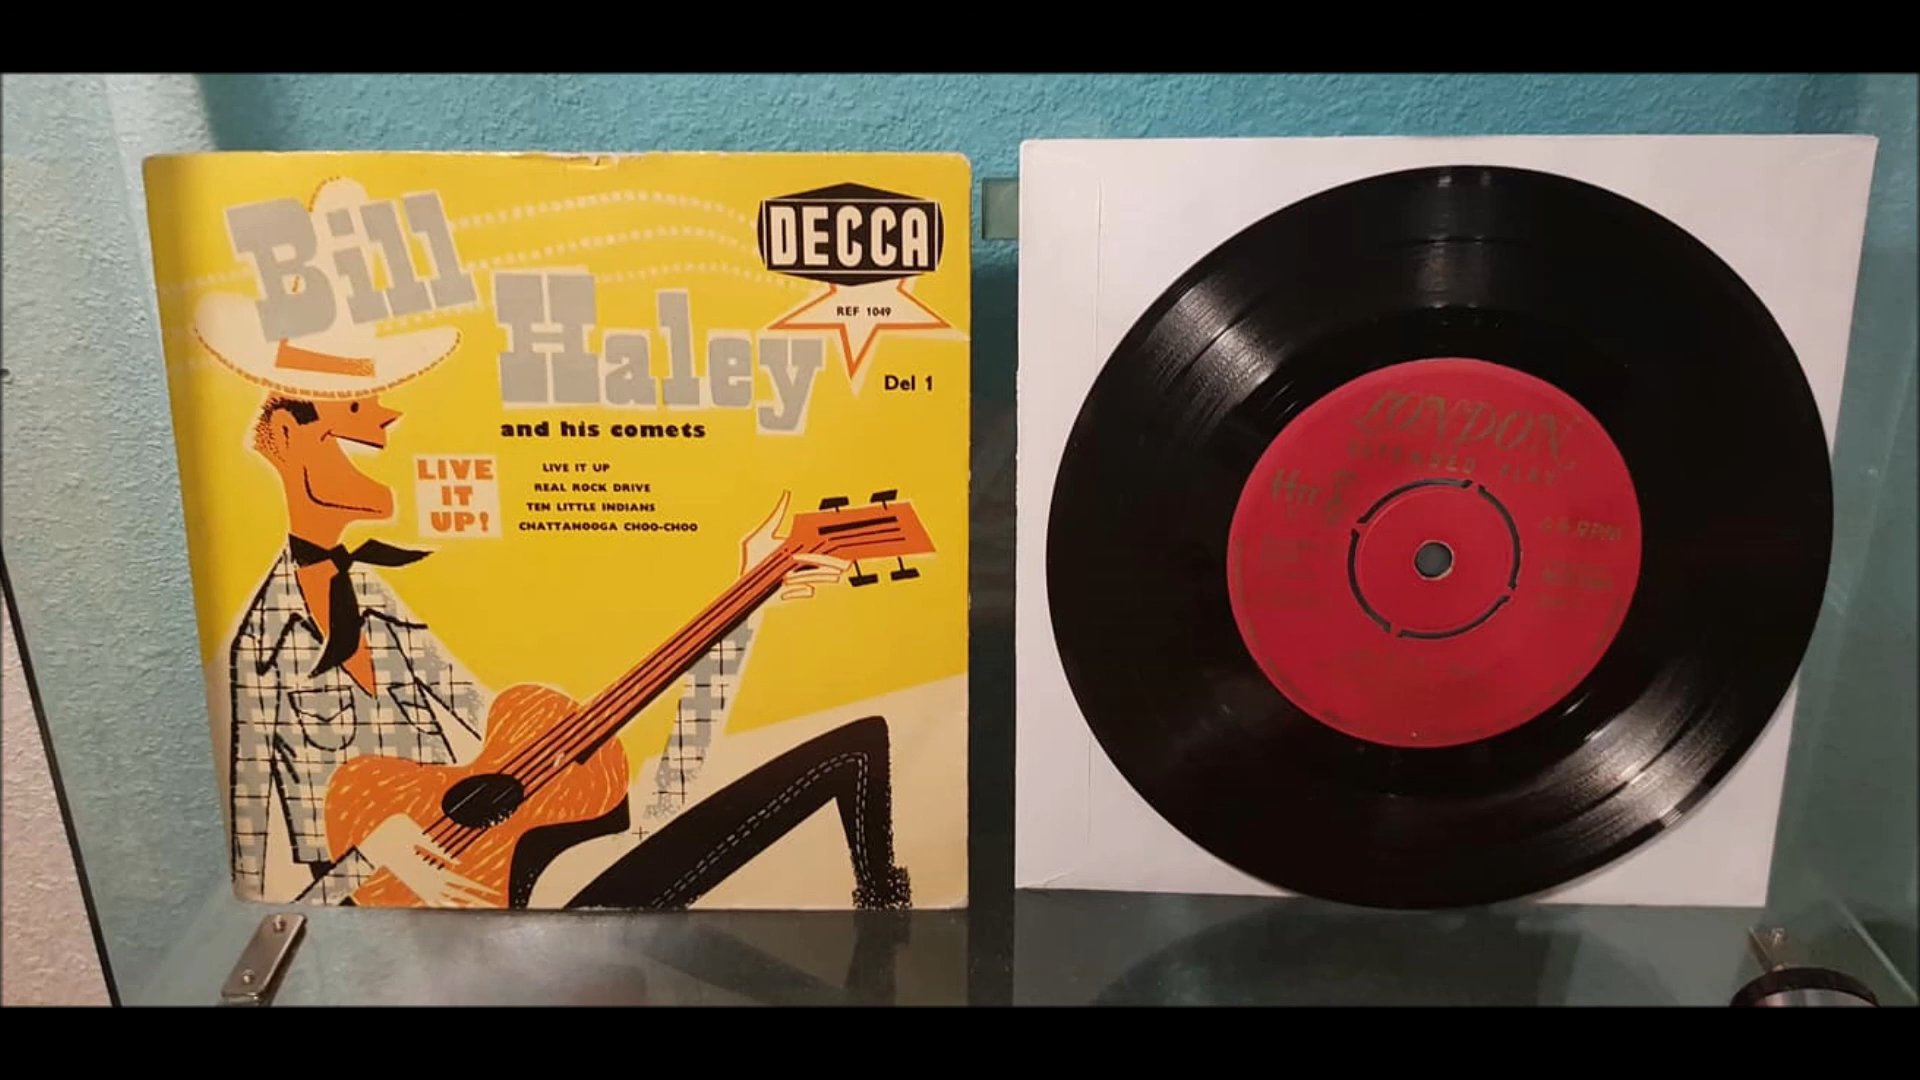 Bill
Haley
DECCA
REF 1049
Del 1
and his comets
LIVE
IT
UP!
LIVE IT UP
REAL ROCK DRIVE
TEN LITTLE INDIANS
CHATTANOOGA CHOO-CHOO
LONDON
EXTENDED PLAY